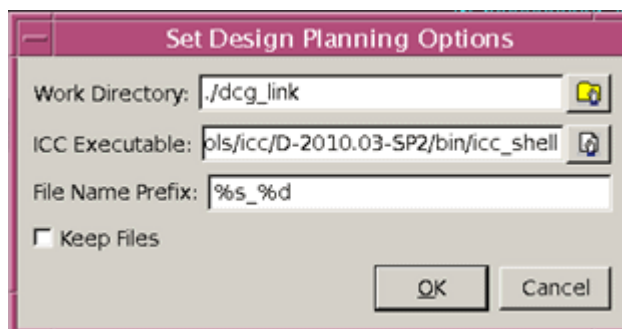 Set Design Planning Options
Work Directory: ./dcg_link
ICC Executable: ols/icc/D-2010.03-SP2/bin/icc_shell
File Name Prefix: %s_%d
Keep Files
OK Cancel